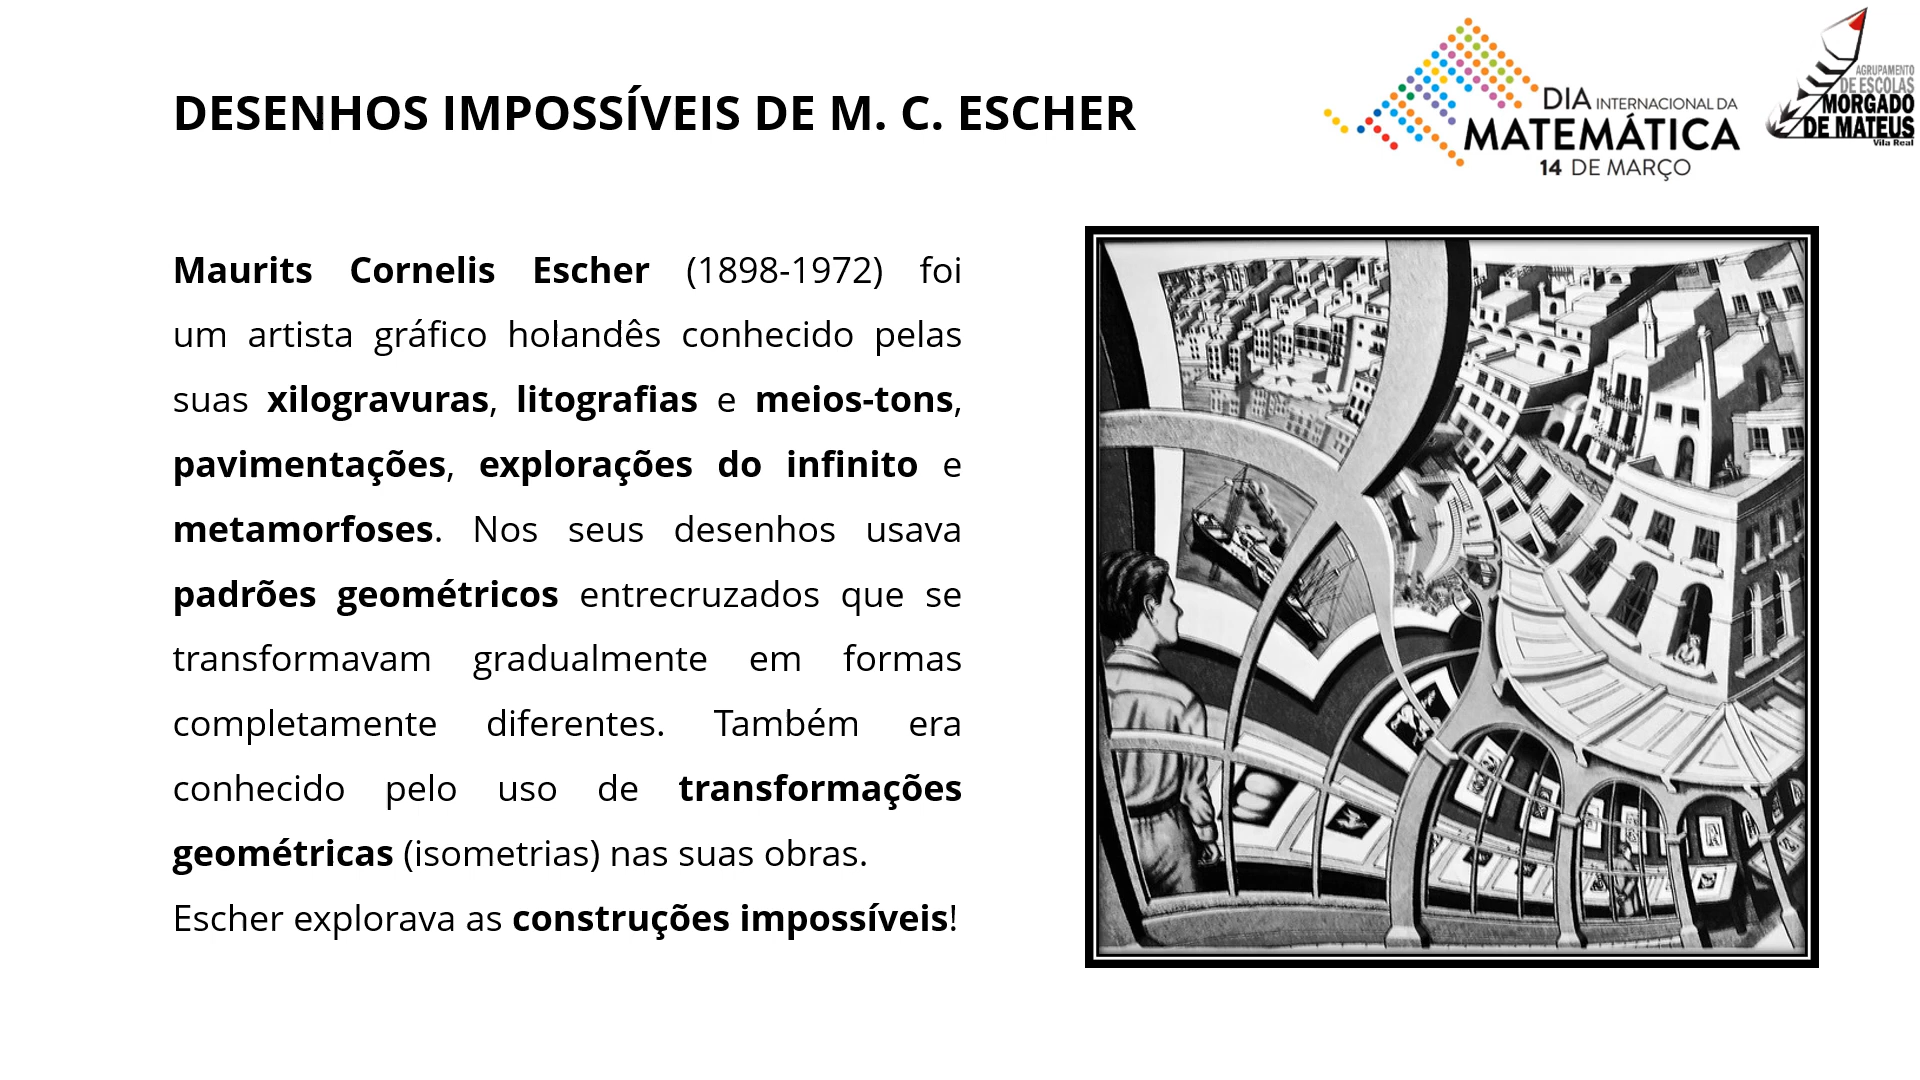 DESENHOS IMPOSSÍVEIS DE M. C. ESCHER
DIA INTERNACIONAL DA
MATEMÁTICA
14 DE MARÇO
AGRUPAMENTO
DE ESCOLAS
MORGADO
DE MATEUS
Vila Real
Maurits Cornelis Escher (1898-1972) foi
um artista gráfico holandês conhecido pelas
suas xilogravuras, litografias e meios-tons,
pavimentações, explorações do infinito e
metamorfoses. Nos seus desenhos usava
padrões geométricos entrecruzados que se
transformavam gradualmente em formas
completamente diferentes. Também era
conhecido pelo uso de transformações
geométricas (isometrias) nas suas obras.
Escher explorava as construções impossíveis!